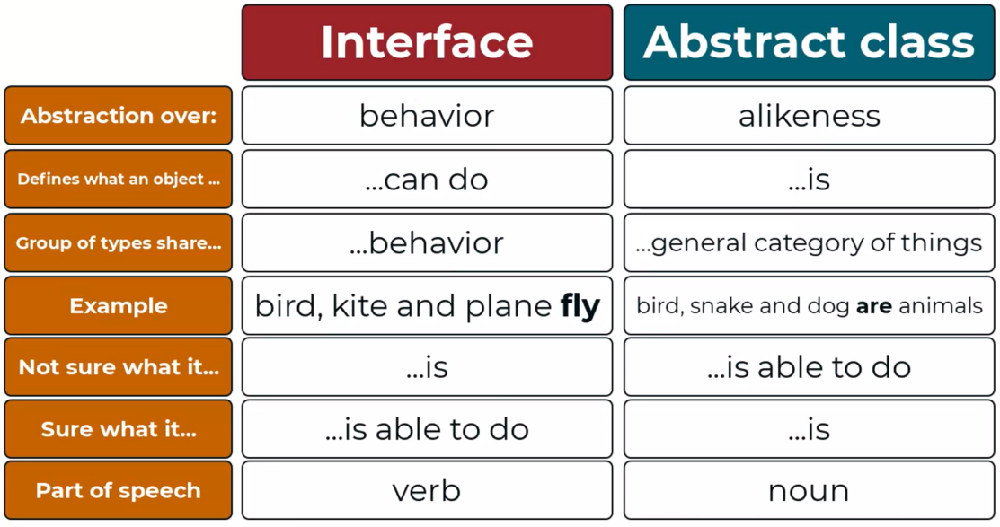 Interface Abstract class
Abstraction over: behavior alikeness
Defines what an object ... ...can do ...is
Group of types share... ...behavior ...general category of things
Example bird, kite and plane fly bird, snake and dog are animals
Not sure what it... ...is ...is able to do
Sure what it... ...is able to do ...is
Part of speech verb noun